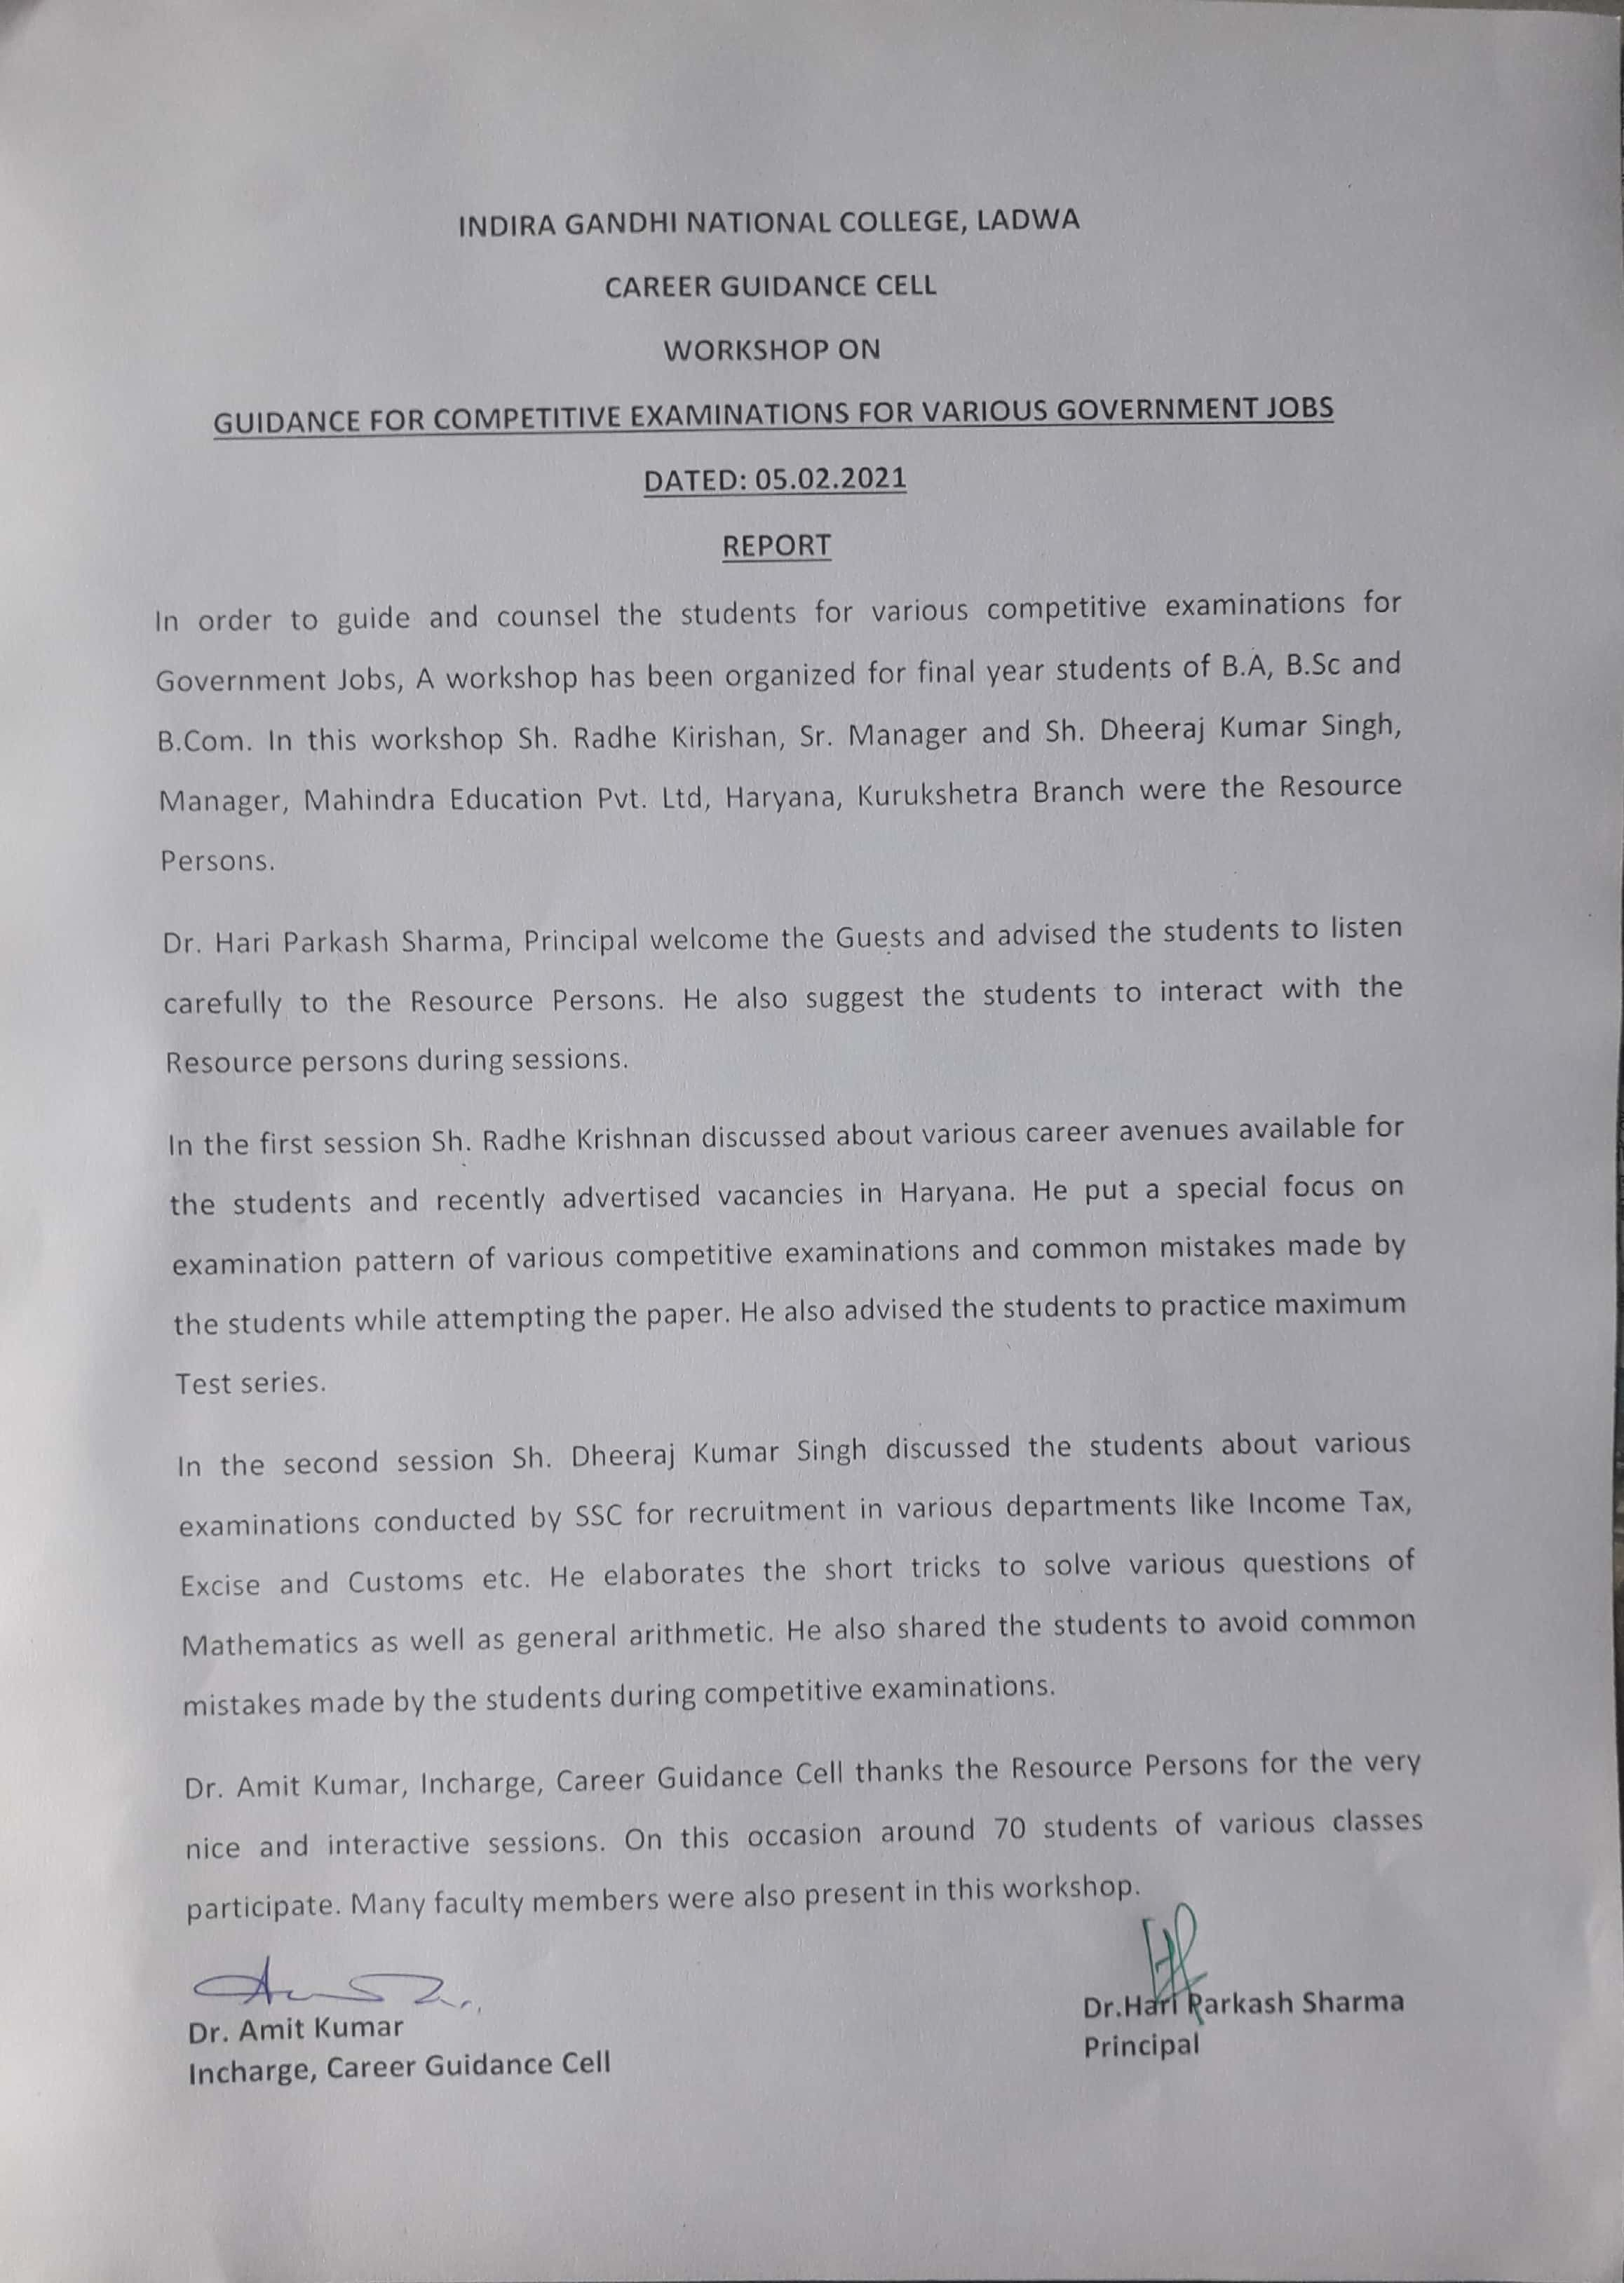 INDIRA GANDHI NATIONAL COLLEGE, LADWA
CAREER GUIDANCE CELL
WORKSHOP ON
GUIDANCE FOR COMPETITIVE EXAMINATIONS FOR VARIOUS GOVERNMENT JOBS
DATED: 05.02.2021
REPORT
In order to guide and counsel the students for various competitive examinations for
Government Jobs, A workshop has been organized for final year students of B.A, B.Sc and
B.Com. In this workshop Sh. Radhe Kirishan, Sr. Manager and Sh. Dheeraj Kumar Singh,
Manager, Mahindra Education Pvt. Ltd, Haryana, Kurukshetra Branch were the Resource
Persons.
Dr. Hari Parkash Sharma, Principal welcome the Guests and advised the students to listen
carefully to the Resource Persons. He also suggest the students to interact with the
Resource persons during sessions.
In the first session Sh. Radhe Krishnan discussed about various career avenues available for
the students and recently advertised vacancies in Haryana. He put a special focus on
examination pattern of various competitive examinations and common mistakes made by
the students while attempting the paper. He also advised the students to practice maximum
Test series.
In the second session Sh. Dheeraj Kumar Singh discussed the students about various
examinations conducted by SSC for recruitment in various departments like Income Tax,
Excise and Customs etc. He elaborates the short tricks to solve various questions of
Mathematics as well as general arithmetic. He also shared the students to avoid common
mistakes made by the students during competitive examinations.
Dr. Amit Kumar, Incharge, Career Guidance Cell thanks the Resource Persons for the very
nice and interactive sessions. On this occasion around 70 students of various classes
participate. Many faculty members were also present in this workshop.
Dr. Amit Kumar
Incharge, Career Guidance Cell
Dr.Hari Parkash Sharma
Principal